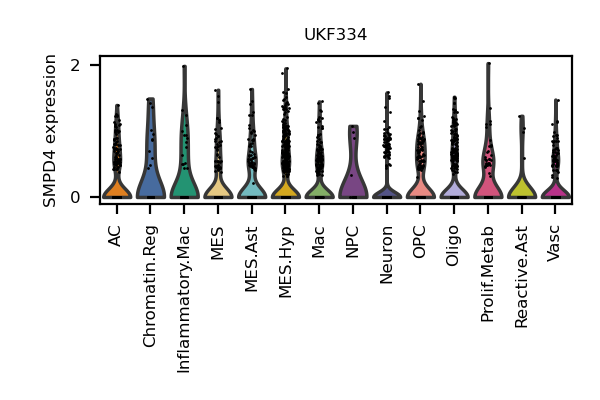 UKF334
SMPD4 expression
2
0
AC
Chromatin.Reg
Inflammatory.Mac
MES
MES.Ast
MES.Hyp
Mac
NPC
Neuron
OPC
Oligo
Prolif.Metab
Reactive.Ast
Vasc